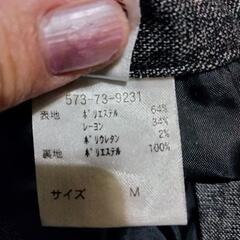 573-73-9231
表地 ﾎﾟﾘｴｽﾃﾙ 64%
ﾚｰﾖﾝ 34%
ﾎﾟﾘｳﾚﾀﾝ 2%
裏地 ﾎﾟﾘｴｽﾃﾙ 100%
サイズ M